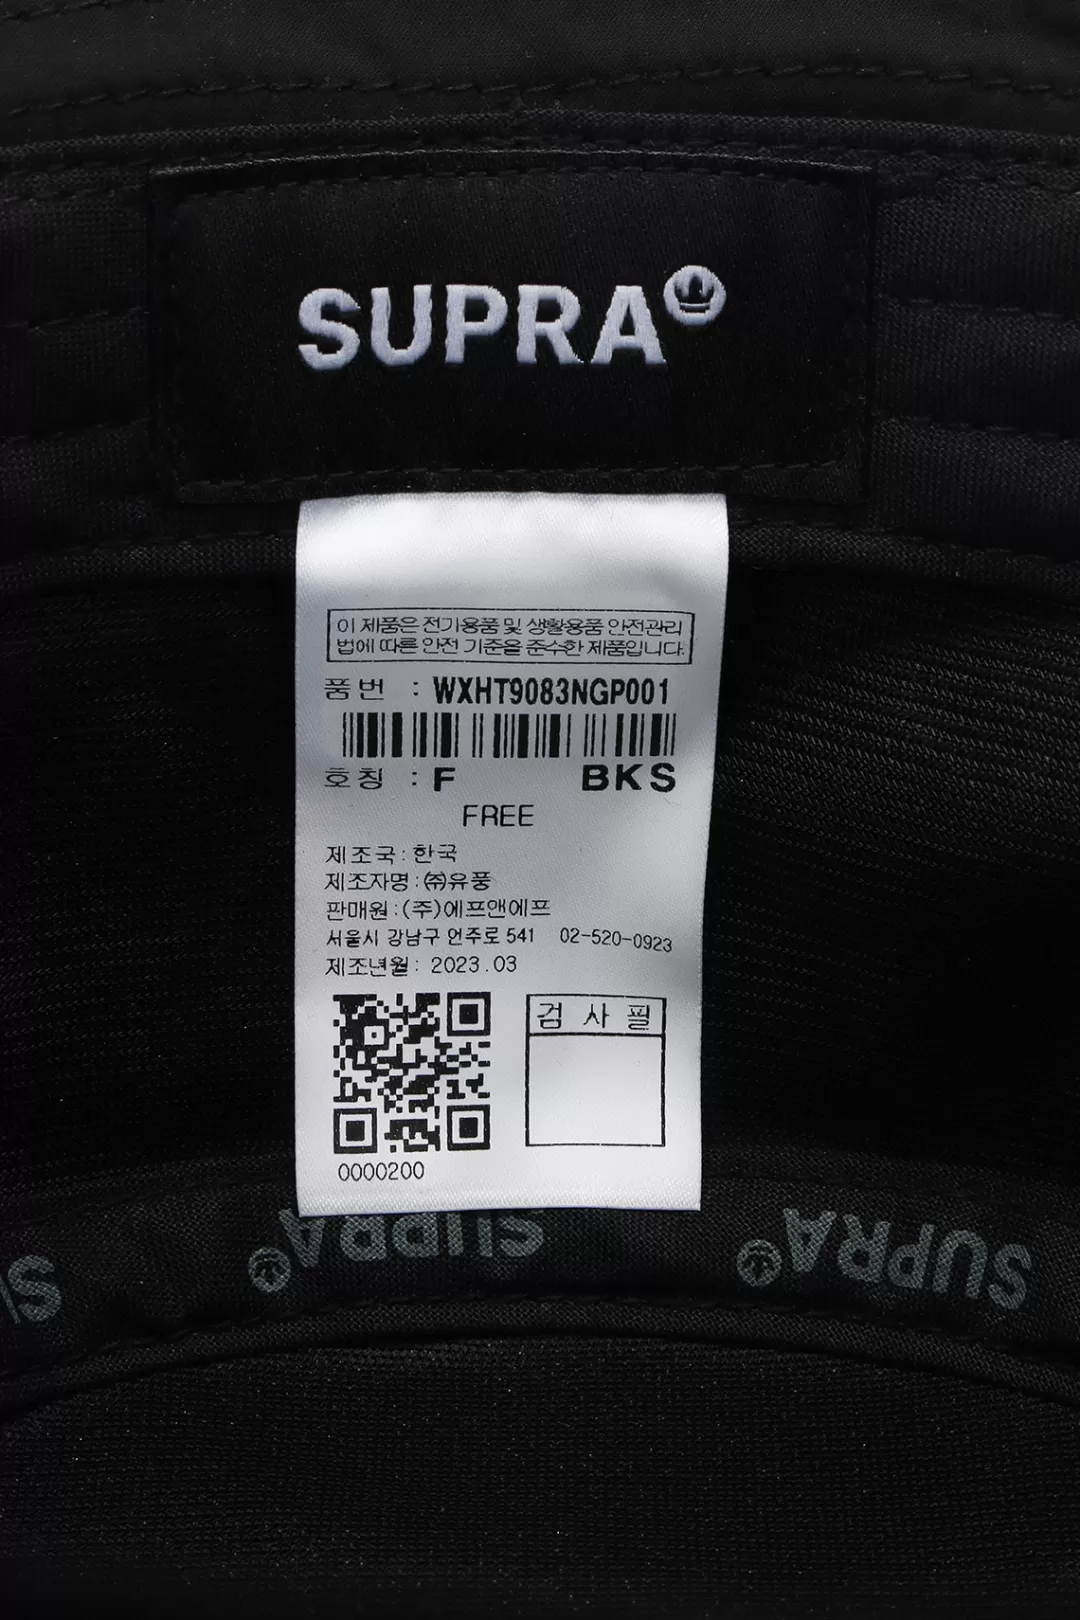 SUPRA
이 제품은 전기용품 및 생활용품 안전관리
법에 따른 안전 기준을 준수한 제품입니다.
품번 : WXHT9083NGP001
호칭 : F BKS
FREE
제조국 : 한국
제조자명 : ㈜유풍
판매원 : (주)에프앤에프
서울시 강남구 언주로 541 02-520-0923
제조년월 : 2023.03
검사필
0000200
SUPRA
SUPRA